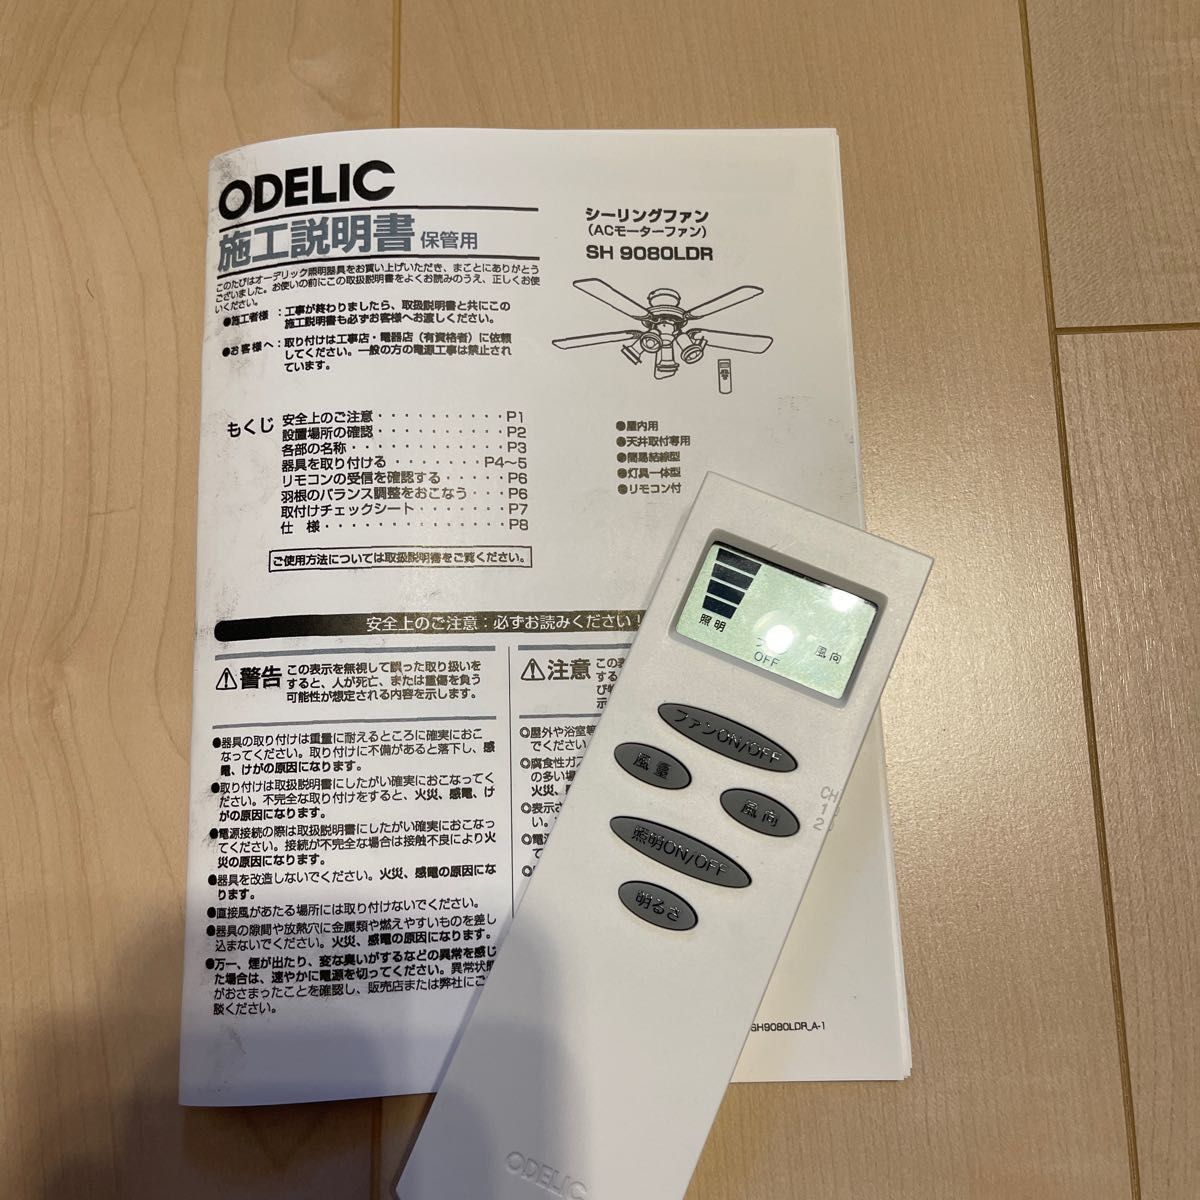 ODELIC
施工説明書 保管用
このたびはオーデリック照明器具をお買い上げいただき、まことにありがとう
ございました。お使いの前にこの取扱説明書をよくお読みのうえ、正しくお使
いください。
●施工者様 ：工事が終わりましたら、取扱説明書と共にこの
施工説明書も必ずお客様へお渡しください。
●お客様へ：取り付けは工事店・電器店（有資格者）に依頼
してください。一般の方の電源工事は禁止され
ています。
シーリングファン
（ACモーターファン）
SH 9080LDR
もくじ
安全上のご注意・・・・・・・・・・P1
設置場所の確認・・・・・・・・・・P2
各部の名称・・・・・・・・・・・・P3
器具を取り付ける・・・・・・・・P4〜5
リモコンの受信を確認する・・・・・P6
羽根のバランス調整をおこなう・・・P6
取付けチェックシート・・・・・・・P7
仕　様・・・・・・・・・・・・・・P8
ご使用方法については取扱説明書をご覧ください。
●屋内用
●天井取付専用
●簡易結線型
●灯具一体型
●リモコン付
安全上のご注意：必ずお読みください！
⚠警告 この表示を無視して誤った取り扱いを
すると、人が死亡、または重傷を負う
可能性が想定される内容を示します。
●器具の取り付けは重量に耐えるところに確実におこ
なってください。取り付けに不備があると落下し、感
電、けがの原因になります。
●取り付けは取扱説明書にしたがい確実におこなってく
ださい。不完全な取り付けをすると、火災、感電、け
がの原因になります。
●電源接続の際は取扱説明書にしたがい確実におこなっ
てください。接続が不完全な場合は接触不良により火
災の原因になります。
●器具を改造しないでください。火災、感電の原因にな
ります。
●直接風があたる場所には取り付けないでください。
●器具の隙間や放熱穴に金属類や燃えやすいものを差し
込まないでください。火災、感電の原因になります。
●万一、煙が出たり、変な臭いがするなどの異常を感じ
た場合は、速やかに電源を切ってください。異常状態
がおさまったことを確認し、販売店または弊社にご
談ください。
⚠注意 この
する
び
◎屋外や浴室
でください
◎腐食性ガ
の多い場
火災、
◎表示
い。
◎電
て
SH9080LDR_A-1
照明
OFF
風向
ファンON/OFF
風量
風向
照明ON/OFF
明るさ
CH
1
2
ODELIC